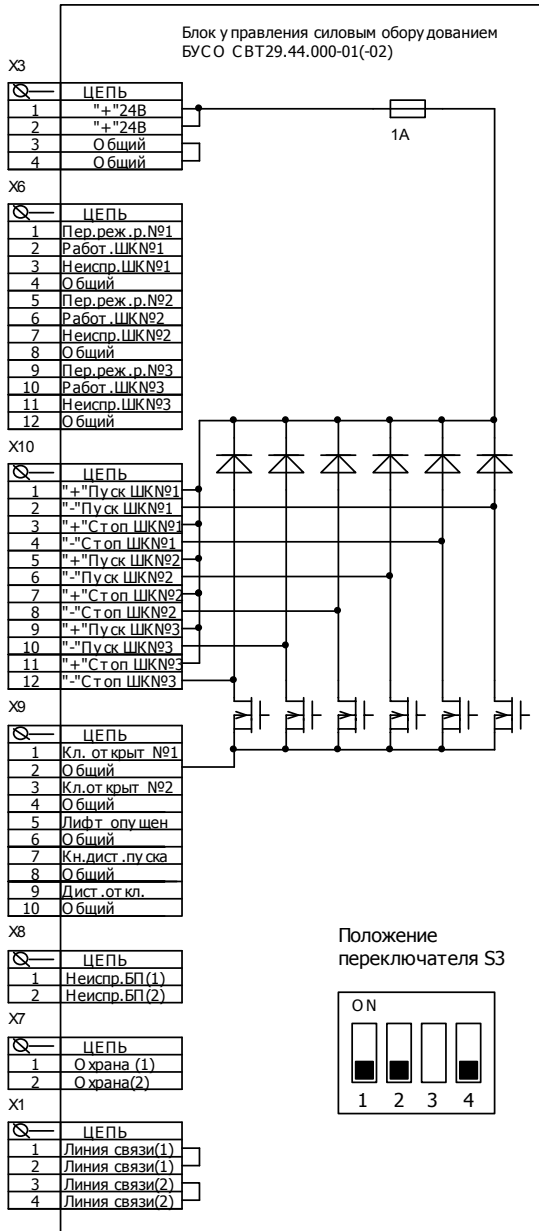 Блок управления силовым оборудованием
БУСО СВТ29.44.000-01(-02)
X3
ЦЕПЬ
1 "+"24В
2 "+"24В
3 Общий
4 Общий
1А
X6
ЦЕПЬ
1 Пер.реж.р.№1
2 Работ.ШК№1
3 Неиспр.ШК№1
4 Общий
5 Пер.реж.р.№2
6 Работ.ШК№2
7 Неиспр.ШК№2
8 Общий
9 Пер.реж.р.№3
10 Работ.ШК№3
11 Неиспр.ШК№3
12 Общий
X10
ЦЕПЬ
1 "+"Пуск ШК№1
2 "-"Пуск ШК№1
3 "+"Стоп ШК№1
4 "-"Стоп ШК№1
5 "+"Пуск ШК№2
6 "-"Пуск ШК№2
7 "+"Стоп ШК№2
8 "-"Стоп ШК№2
9 "+"Пуск ШК№3
10 "-"Пуск ШК№3
11 "+"Стоп ШК№3
12 "-"Стоп ШК№3
X9
ЦЕПЬ
1 Кл. открыт №1
2 Общий
3 Кл.открыт №2
4 Общий
5 Лифт опущен
6 Общий
7 Кн.дист.пуска
8 Общий
9 Дист.откл.
10 Общий
X8
ЦЕПЬ
1 Неиспр.БП(1)
2 Неиспр.БП(2)
X7
ЦЕПЬ
1 Охрана (1)
2 Охрана(2)
X1
ЦЕПЬ
1 Линия связи(1)
2 Линия связи(1)
3 Линия связи(2)
4 Линия связи(2)
Положение
переключателя S3
ON
1 2 3 4